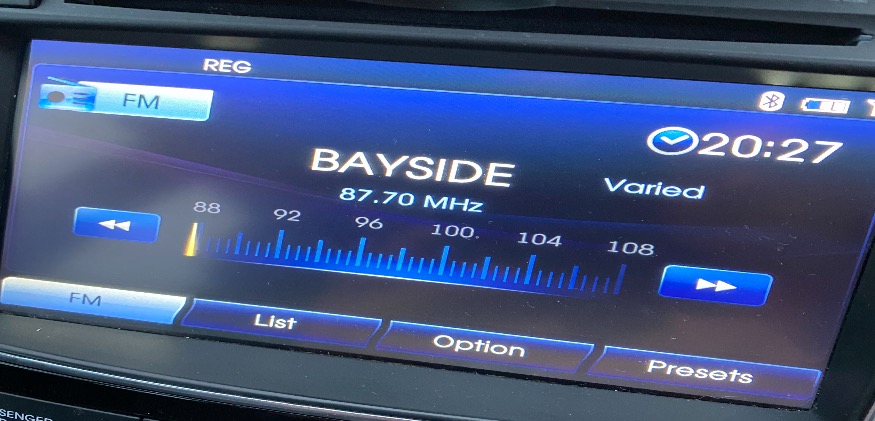 REG
FM
20:27
BAYSIDE
Varied
87.70 MHz
88 92 96 100 104 108
FM List Option Presets